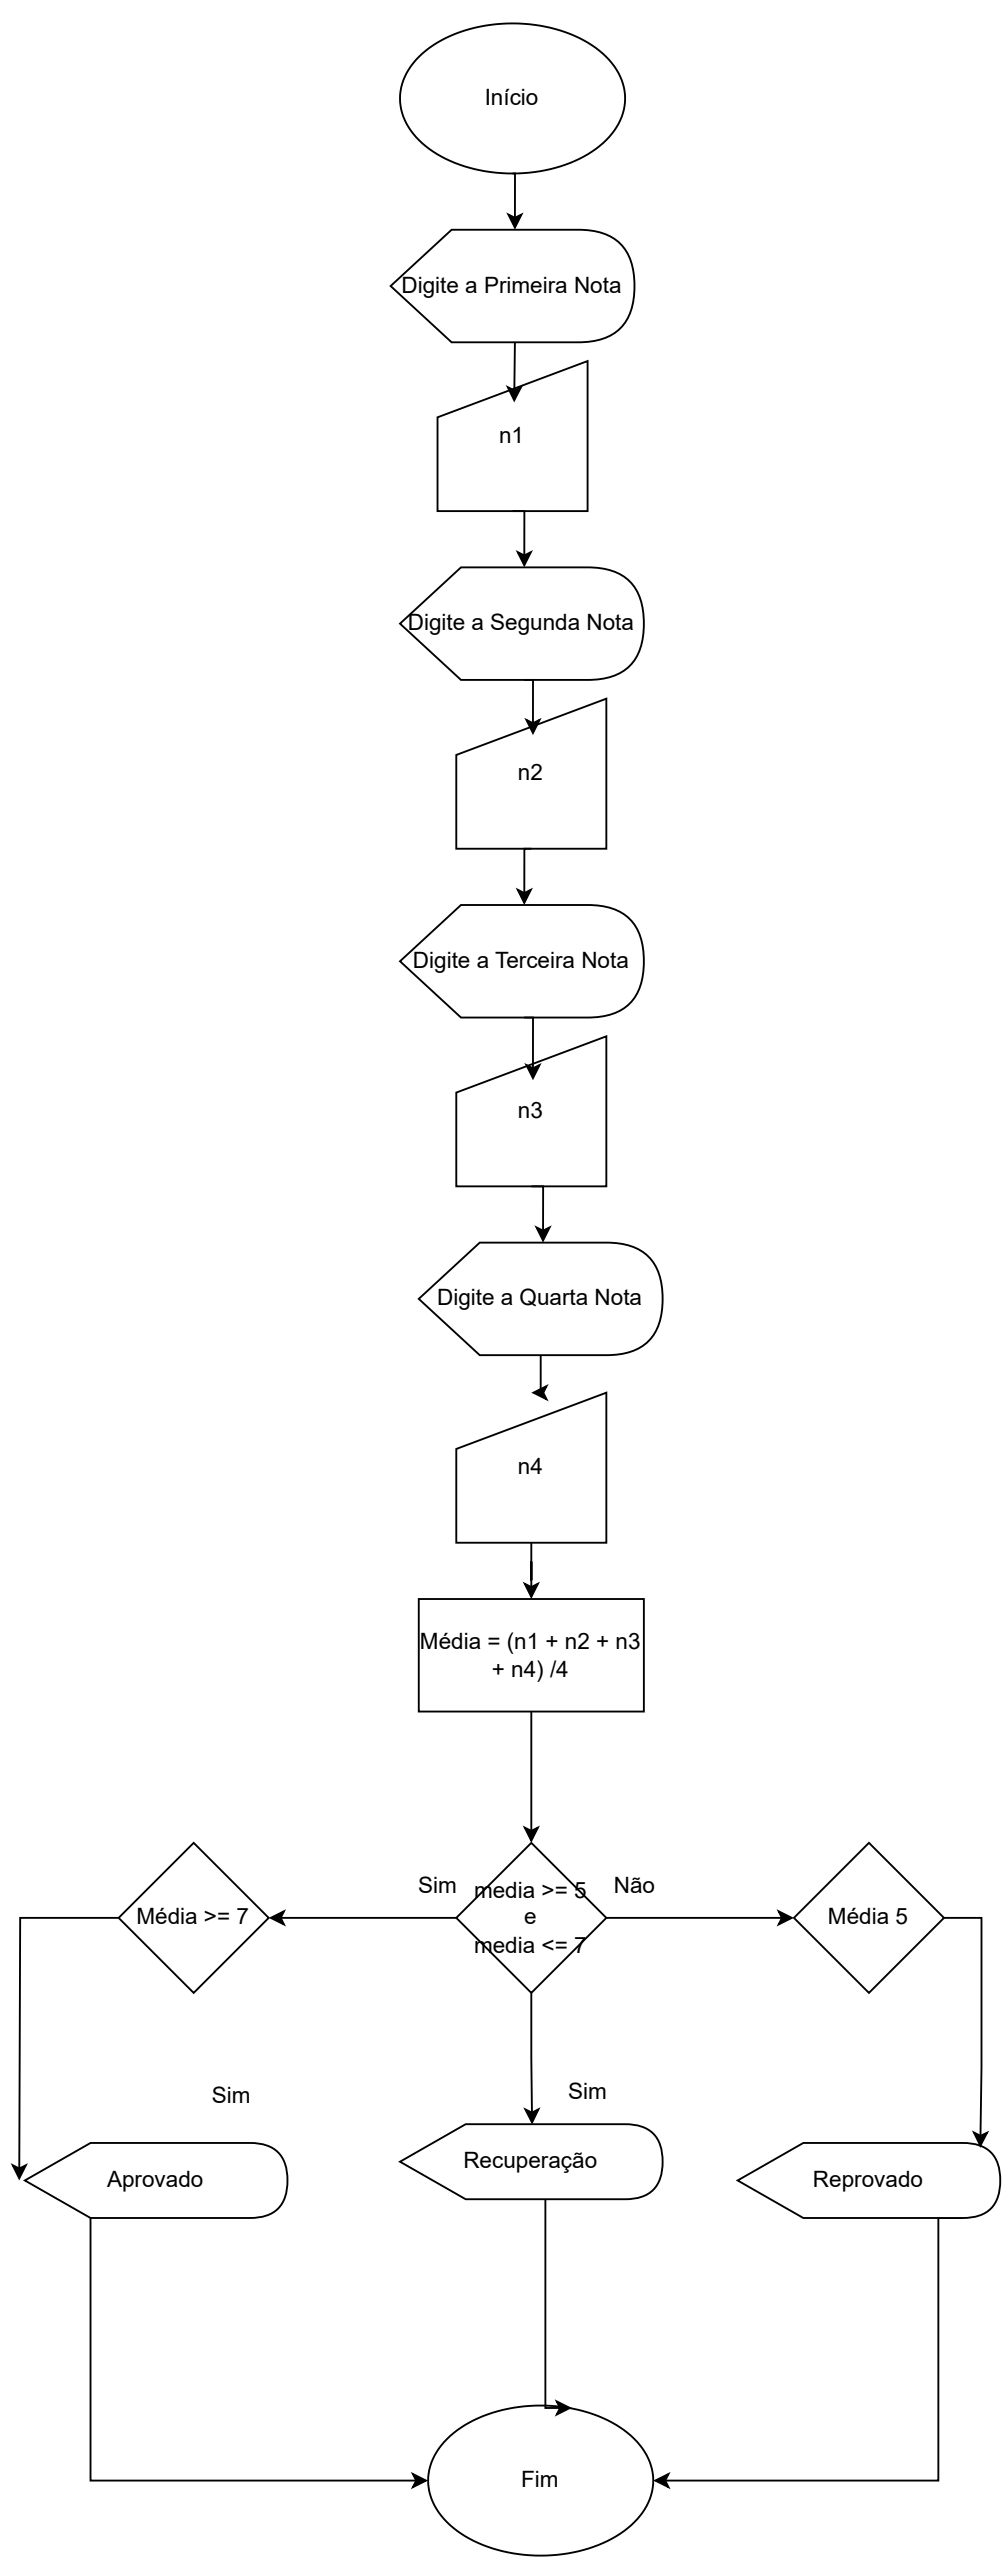 Início
Digite a Primeira Nota
n1
Digite a Segunda Nota
n2
Digite a Terceira Nota
n3
Digite a Quarta Nota
n4
Média = (n1 + n2 + n3
+ n4) /4
Sim
media >= 5
e
media <= 7
Não
Média >= 7
Média 5
Sim
Sim
Aprovado
Recuperação
Reprovado
Fim